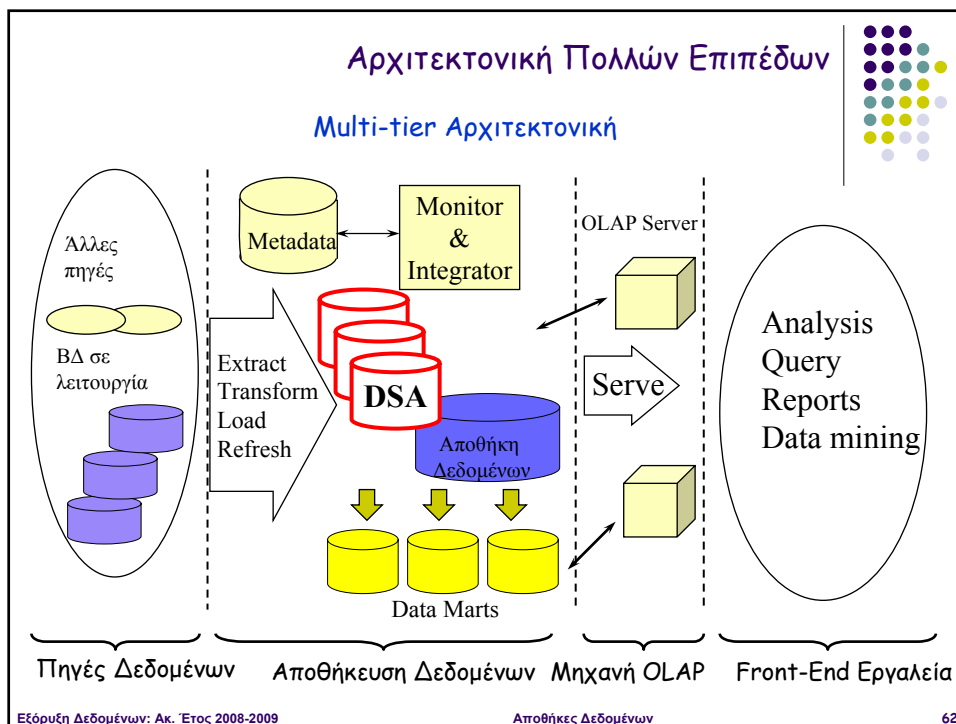 Αρχιτεκτονική Πολλών Επιπέδων
Multi-tier Αρχιτεκτονική
Άλλες
πηγές
ΒΔ σε
λειτουργία
Metadata
Monitor
&
Integrator
OLAP Server
Extract
Transform
Load
Refresh
DSA
Αποθήκη
Δεδομένων
Serve
Analysis
Query
Reports
Data mining
Data Marts
Πηγές Δεδομένων
Αποθήκευση Δεδομένων
Μηχανή OLAP
Front-End Εργαλεία
Εξόρυξη Δεδομένων: Ακ. Έτος 2008-2009
Αποθήκες Δεδομένων
62